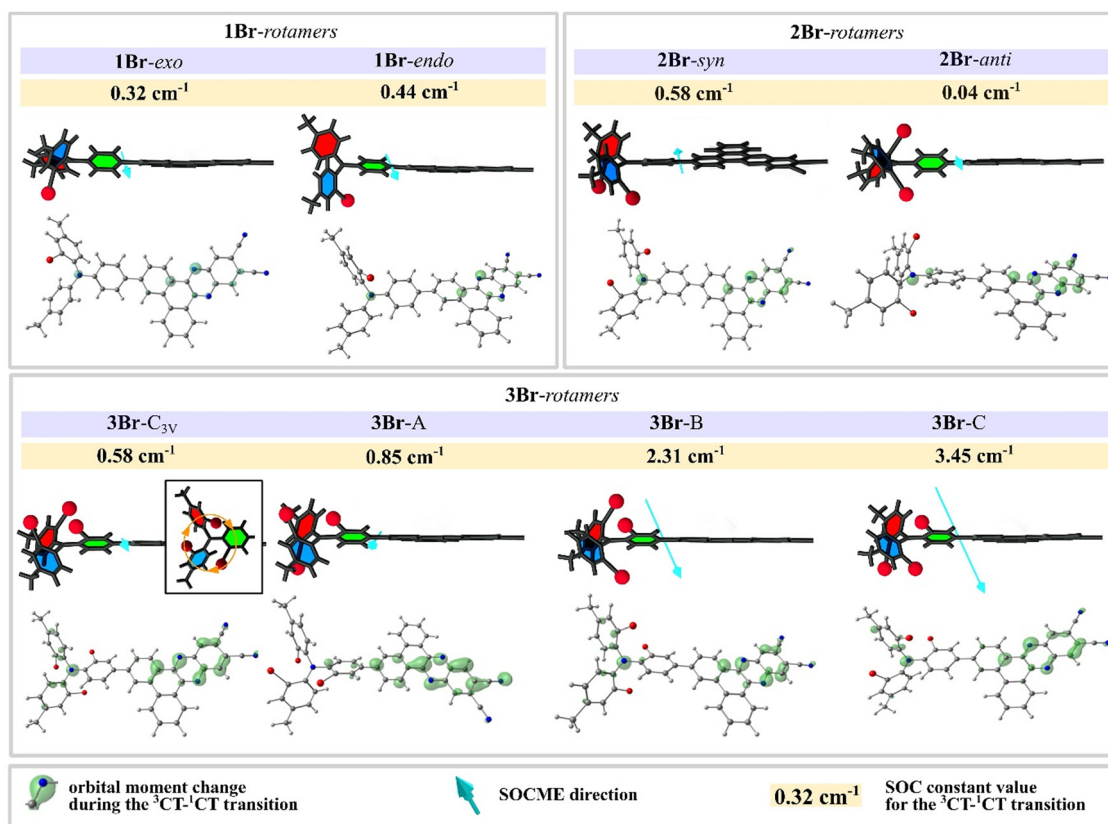 1Br-rotamers
1Br-exo
1Br-endo
0.32 cm⁻¹
0.44 cm⁻¹
2Br-rotamers
2Br-syn
2Br-anti
0.58 cm⁻¹
0.04 cm⁻¹
3Br-rotamers
3Br-C₃ᵥ
3Br-A
3Br-B
3Br-C
0.58 cm⁻¹
0.85 cm⁻¹
2.31 cm⁻¹
3.45 cm⁻¹
orbital moment change
during the ³CT-¹CT transition
SOCME direction
0.32 cm⁻¹
SOC constant value
for the ³CT-¹CT transition